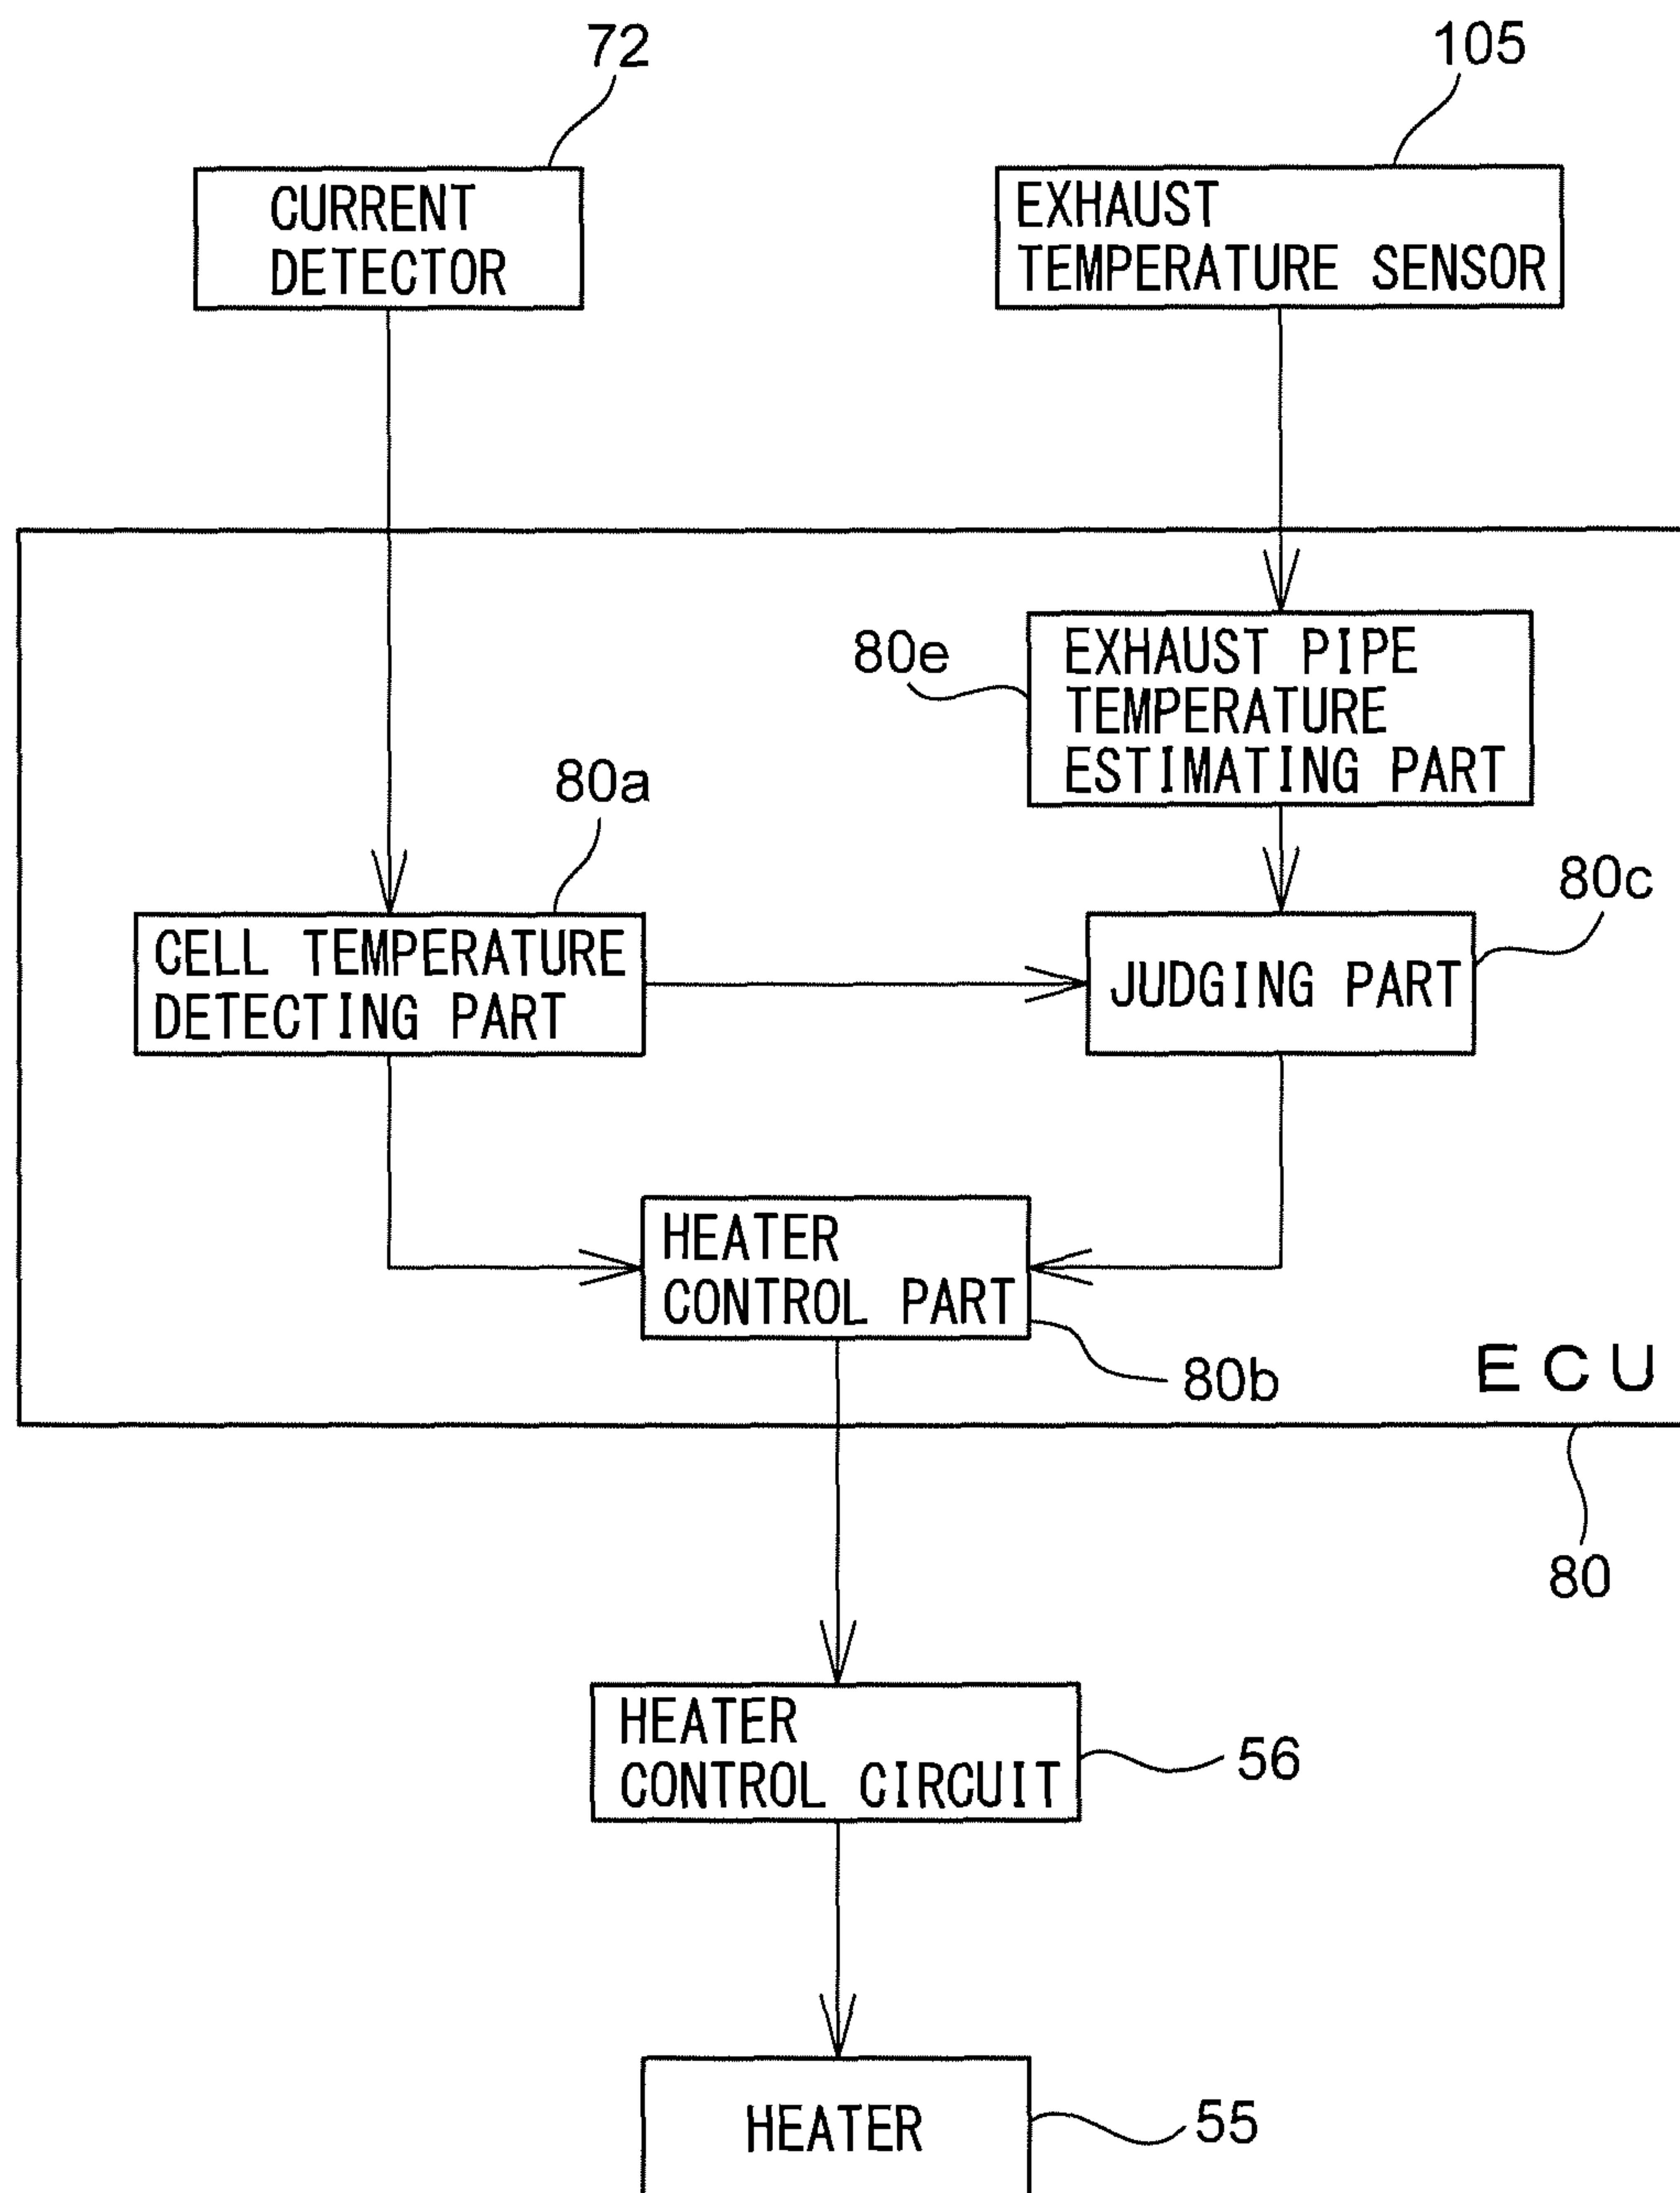 72
105
CURRENT
DETECTOR
EXHAUST
TEMPERATURE SENSOR
80e
EXHAUST PIPE
TEMPERATURE
ESTIMATING PART
80a
80c
CELL TEMPERATURE
DETECTING PART
JUDGING PART
HEATER
CONTROL PART
80b
ECU
80
HEATER
CONTROL CIRCUIT
56
HEATER
55